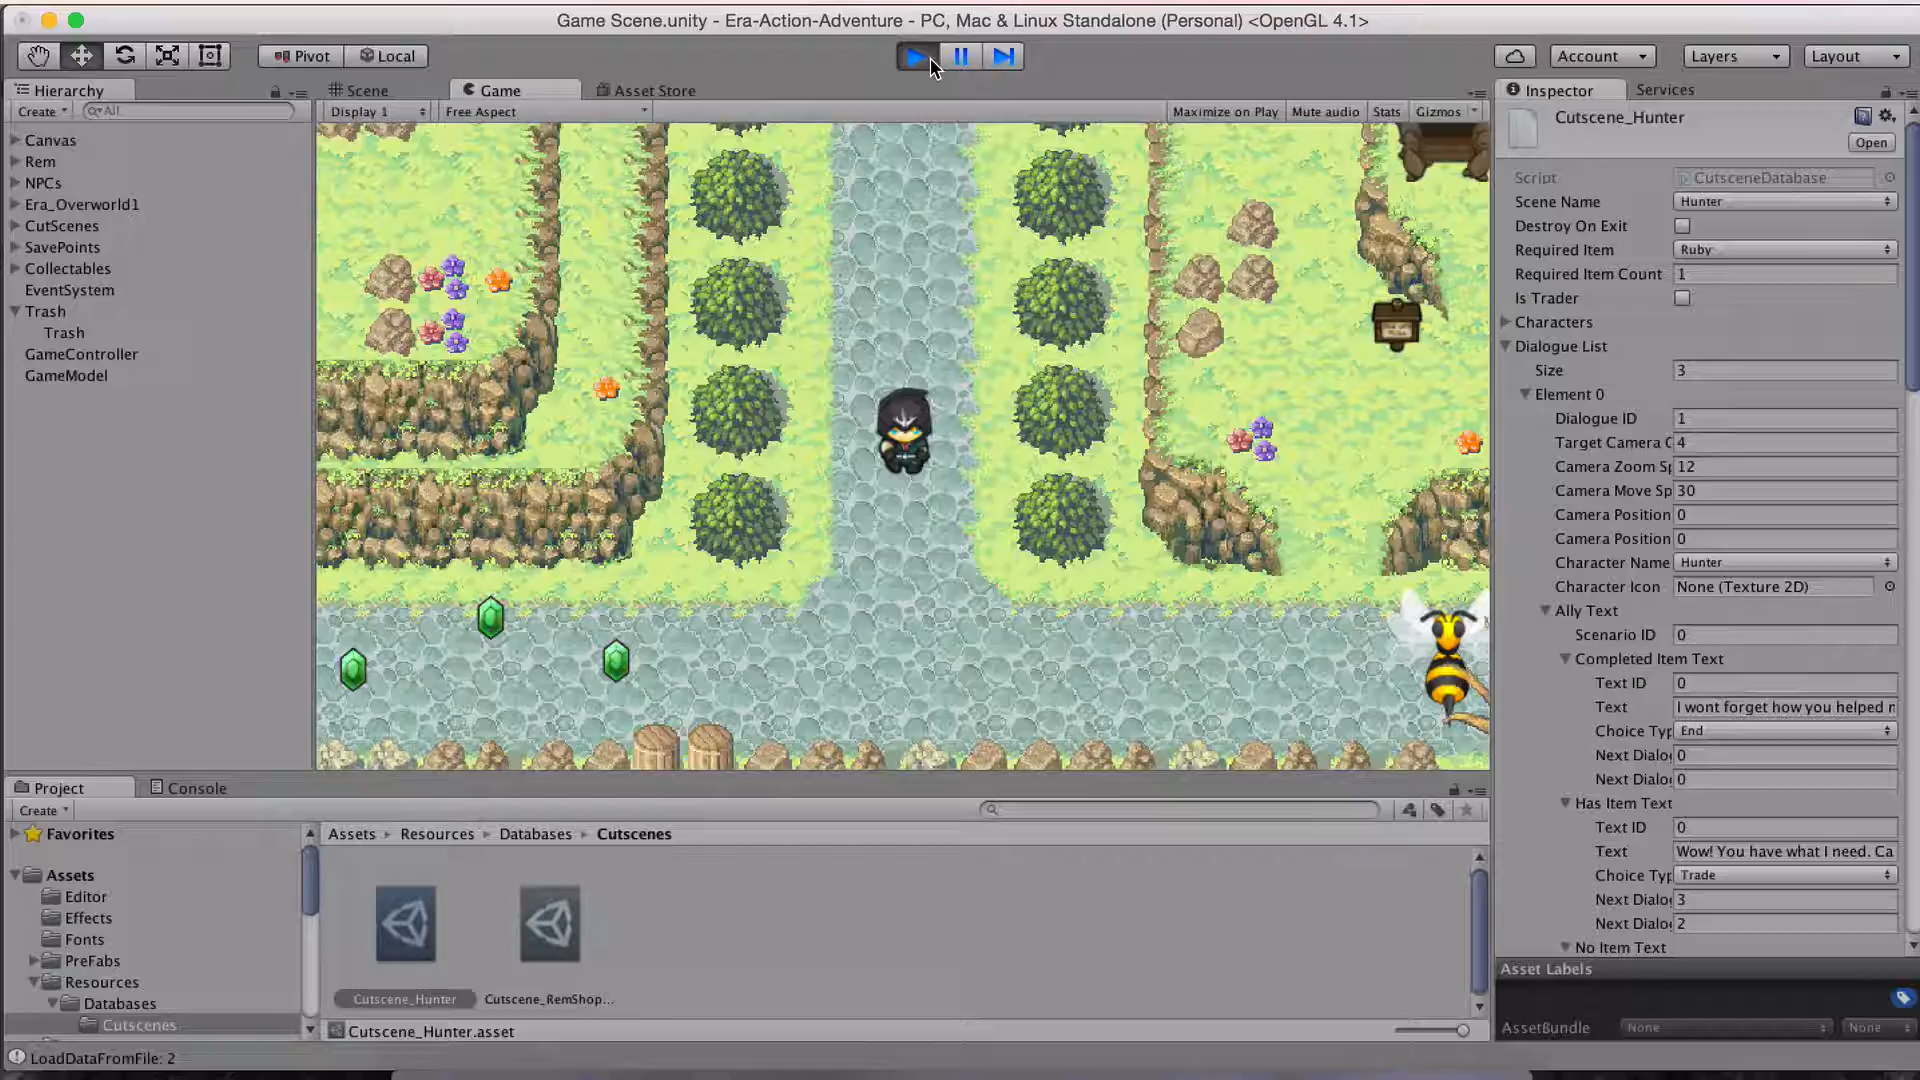 Game Scene.unity - Era-Action-Adventure - PC, Mac & Linux Standalone (Personal) <OpenGL 4.1>
Pivot Local Account Layers Layout
Hierarchy
Create All
Canvas
Rem
NPCs
Era_Overworld1
CutScenes
SavePoints
Collectables
EventSystem
Trash
Trash
GameController
GameModel
Scene Game Asset Store
Display 1 Free Aspect Maximize on Play Mute audio Stats Gizmos
Inspector Services
Cutscene_Hunter
Open
Script CutsceneDatabase
Scene Name Hunter
Destroy On Exit
Required Item Ruby
Required Item Count 1
Is Trader
Characters
Dialogue List
Size 3
Element 0
Dialogue ID 1
Target Camera 4
Camera Zoom Sp 12
Camera Move Sp 30
Camera Position 0
Camera Position 0
Character Name Hunter
Character Icon None (Texture 2D)
Ally Text
Scenario ID 0
Completed Item Text
Text ID 0
Text I wont forget how you helped
Choice Typ End
Next Dialo 0
Next Dialo 0
Has Item Text
Text ID 0
Text Wow! You have what I need. Ca
Choice Typ Trade
Next Dialo 3
Next Dialo 2
No Item Text
Asset Labels
AssetBundle None None
Project Console
Create
Favorites
Assets
Editor
Effects
Fonts
PreFabs
Resources
Databases
Cutscenes
Assets Resources Databases Cutscenes
Cutscene_Hunter Cutscene_RemShop...
Cutscene_Hunter.asset
LoadDataFromFile: 2